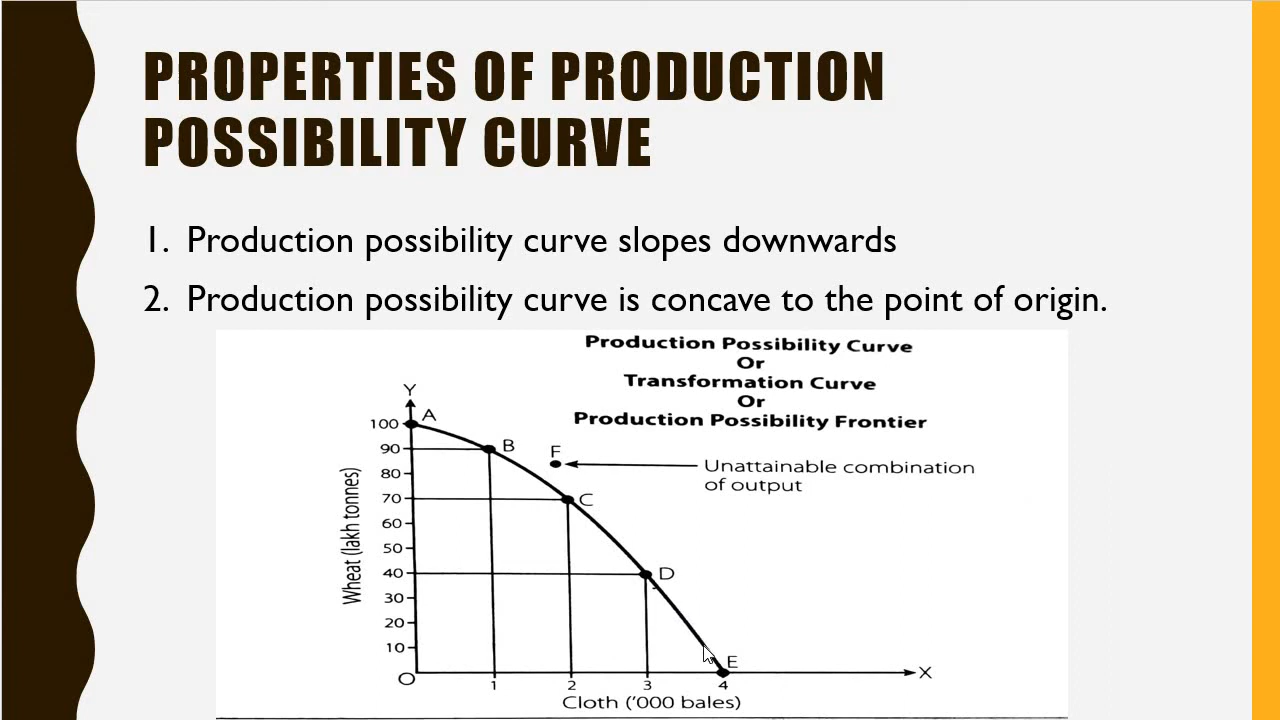 PROPERTIES OF PRODUCTION
POSSIBILITY CURVE
1. Production possibility curve slopes downwards
2. Production possibility curve is concave to the point of origin.
Production Possibility Curve
Or
Transformation Curve
Or
Production Possibility Frontier
Y
100 A
90 B
F
80 Unattainable combination
of output
70 C
60
50
40 D
30
20
10
E
O X
1 2 3 4
Wheat (lakh tonnes)
Cloth ('000 bales)